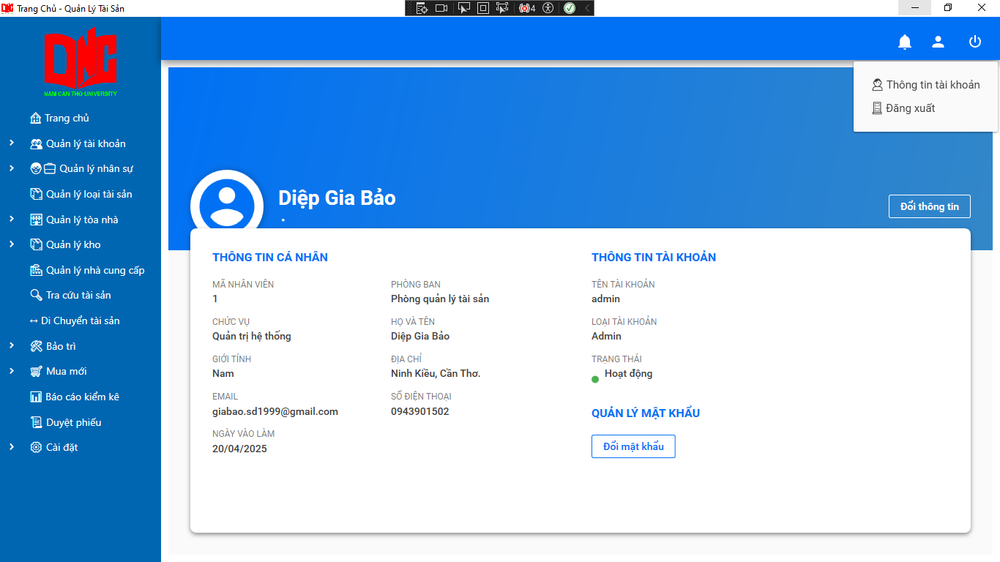 Trang Chủ - Quản Lý Tài Sản
4
DNC
NAM CAN THO UNIVERSITY
Trang chủ
Quản lý tài khoản
Quản lý nhân sự
Quản lý loại tài sản
Quản lý tòa nhà
Quản lý kho
Quản lý nhà cung cấp
Tra cứu tài sản
Di Chuyển tài sản
Bảo trì
Mua mới
Báo cáo kiểm kê
Duyệt phiếu
Cài đặt
Thông tin tài khoản
Đăng xuất
Diệp Gia Bảo
•
Đổi thông tin
THÔNG TIN CÁ NHÂN
MÃ NHÂN VIÊN
1
PHÒNG BAN
Phòng quản lý tài sản
CHỨC VỤ
Quản trị hệ thống
HỌ VÀ TÊN
Diệp Gia Bảo
GIỚI TÍNH
Nam
ĐỊA CHỈ
Ninh Kiều, Cần Thơ.
EMAIL
giabao.sd1999@gmail.com
SỐ ĐIỆN THOẠI
0943901502
NGÀY VÀO LÀM
20/04/2025
THÔNG TIN TÀI KHOẢN
TÊN TÀI KHOẢN
admin
LOẠI TÀI KHOẢN
Admin
TRẠNG THÁI
Hoạt động
QUẢN LÝ MẬT KHẨU
Đổi mật khẩu